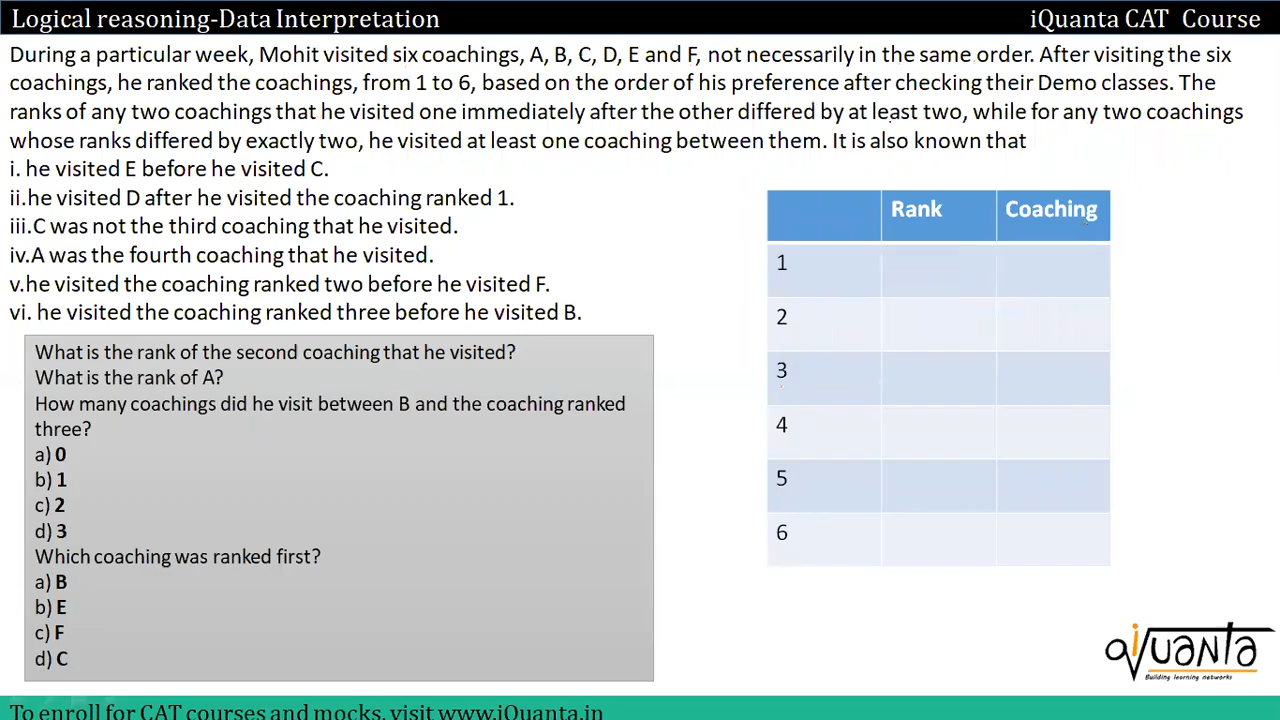 Logical reasoning-Data Interpretation
iQuanta CAT Course
During a particular week, Mohit visited six coachings, A, B, C, D, E and F, not necessarily in the same order. After visiting the six
coachings, he ranked the coachings, from 1 to 6, based on the order of his preference after checking their Demo classes. The
ranks of any two coachings that he visited one immediately after the other differed by at least two, while for any two coachings
whose ranks differed by exactly two, he visited at least one coaching between them. It is also known that
i. he visited E before he visited C.
ii.he visited D after he visited the coaching ranked 1.
iii.C was not the third coaching that he visited.
iv.A was the fourth coaching that he visited.
v.he visited the coaching ranked two before he visited F.
vi. he visited the coaching ranked three before he visited B.
What is the rank of the second coaching that he visited?
What is the rank of A?
How many coachings did he visit between B and the coaching ranked
three?
a) 0
b) 1
c) 2
d) 3
Which coaching was ranked first?
a) B
b) E
c) F
d) C
Rank Coaching
1
2
3
4
5
6
aiQuanta
Building learning networks
To enroll for CAT courses and mocks, visit www.iQuanta.in